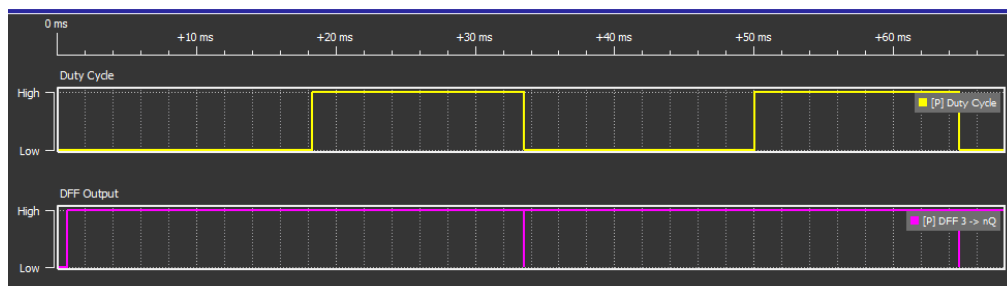 0 ms
+10 ms +20 ms +30 ms +40 ms +50 ms +60 ms
Duty Cycle
High
[P] Duty Cycle
Low
DFF Output
High
[P] DFF 3 -> nQ
Low